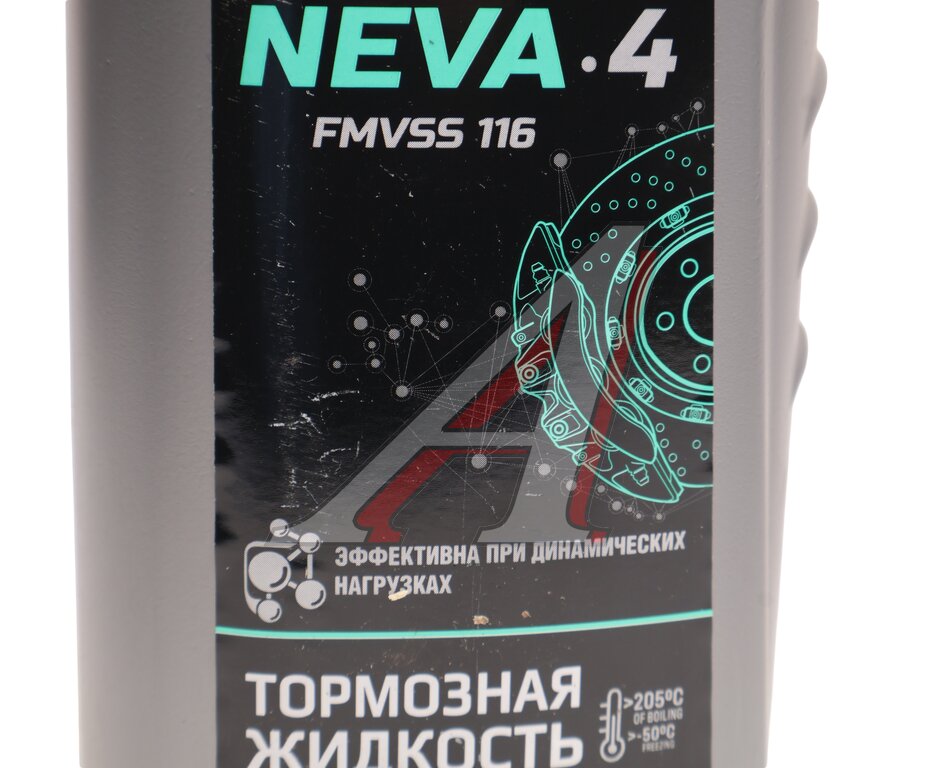 NEVA · 4
FMVSS 116
ЭФФЕКТИВНА ПРИ ДИНАМИЧЕСКИХ
НАГРУЗКАХ
ТОРМОЗНАЯ
ЖИДКОСТЬ
>205°C
OF BOILING
>-50°C
FREEZING